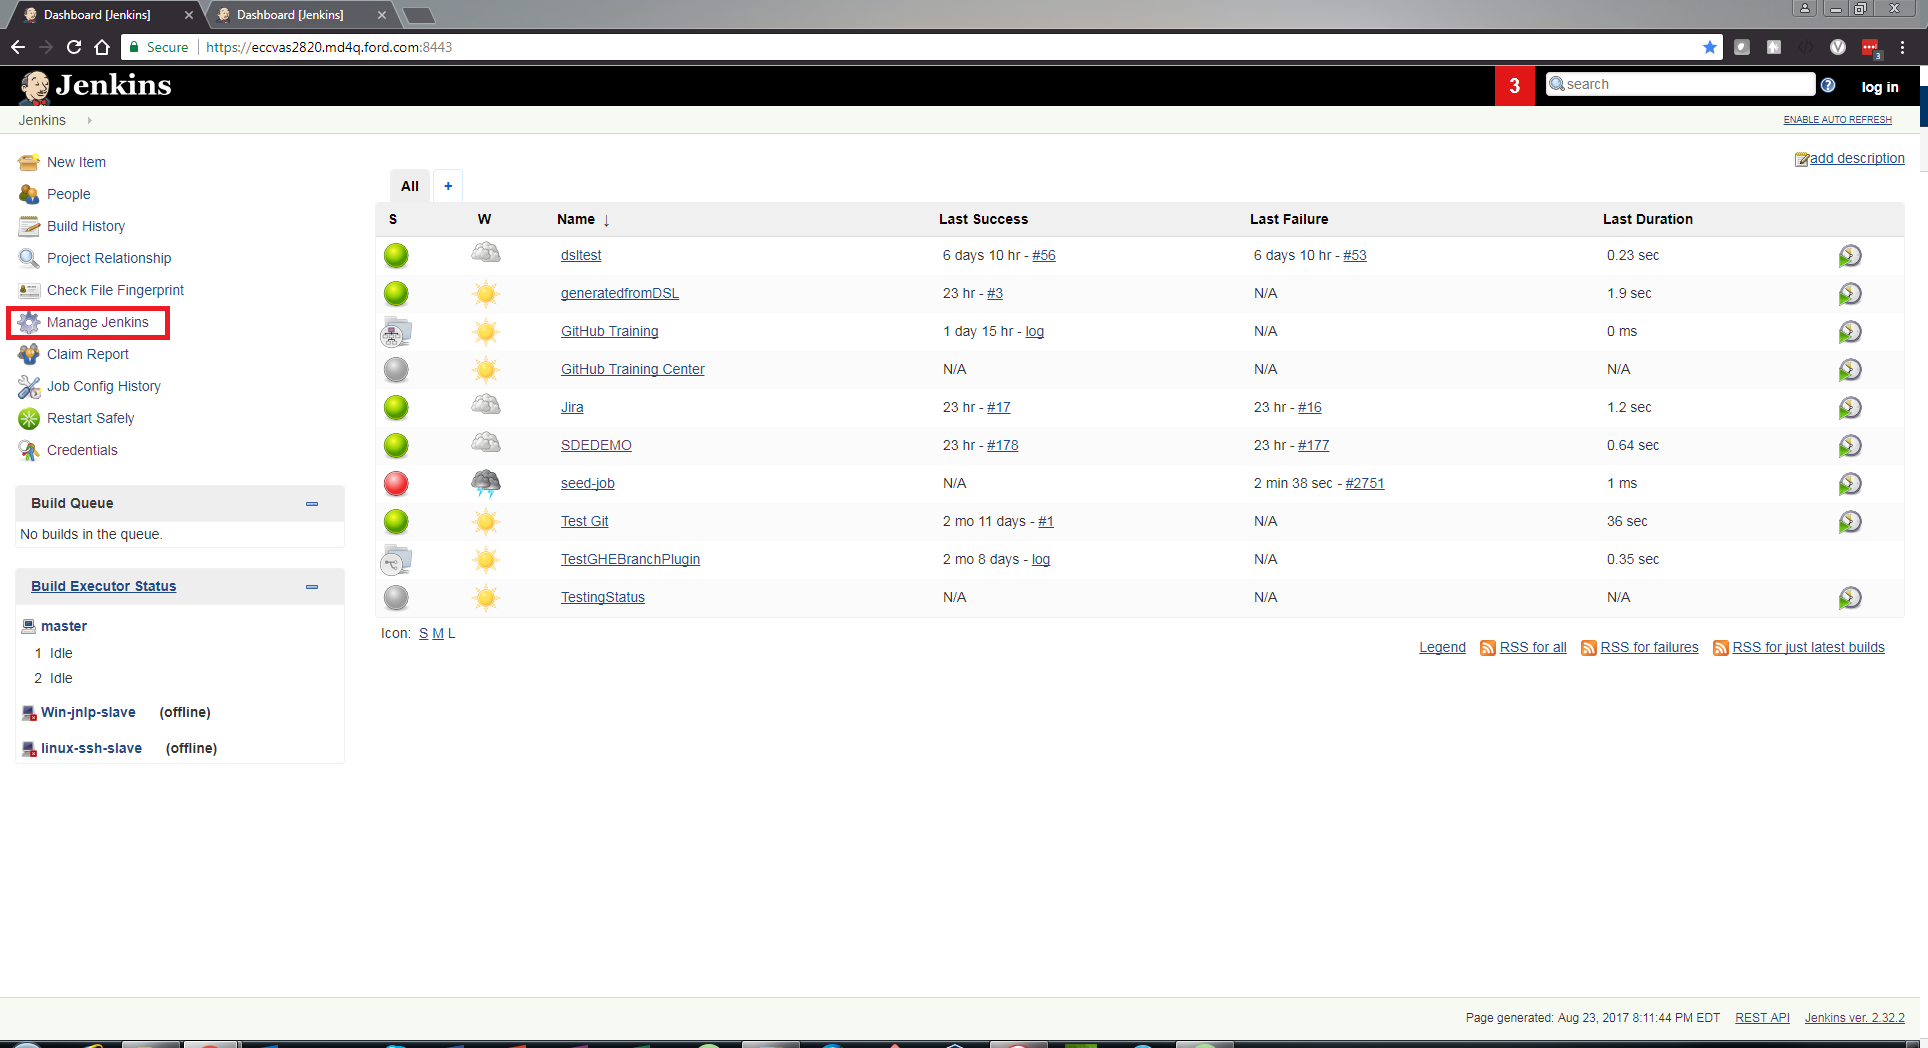 Dashboard [Jenkins]
Dashboard [Jenkins]
Secure https://eccvas2820.md4q.ford.com:8443
3
Jenkins
3
search
log in
Jenkins
ENABLE AUTO REFRESH
New Item
People
Build History
Project Relationship
Check File Fingerprint
Manage Jenkins
Claim Report
Job Config History
Restart Safely
Credentials
Build Queue
No builds in the queue.
Build Executor Status
master
1 Idle
2 Idle
Win-jnlp-slave (offline)
linux-ssh-slave (offline)
add description
All +
S W Name ↓ Last Success Last Failure Last Duration
dsltest 6 days 10 hr - #56 6 days 10 hr - #53 0.23 sec
generatedfromDSL 23 hr - #3 N/A 1.9 sec
GitHub Training 1 day 15 hr - log N/A 0 ms
GitHub Training Center N/A N/A N/A
Jira 23 hr - #17 23 hr - #16 1.2 sec
SDEDEMO 23 hr - #178 23 hr - #177 0.64 sec
seed-job N/A 2 min 38 sec - #2751 1 ms
Test Git 2 mo 11 days - #1 N/A 36 sec
TestGHEBranchPlugin 2 mo 8 days - log N/A 0.35 sec
TestingStatus N/A N/A N/A
Icon: S M L
Legend RSS for all RSS for failures RSS for just latest builds
Page generated: Aug 23, 2017 8:11:44 PM EDT REST API Jenkins ver. 2.32.2